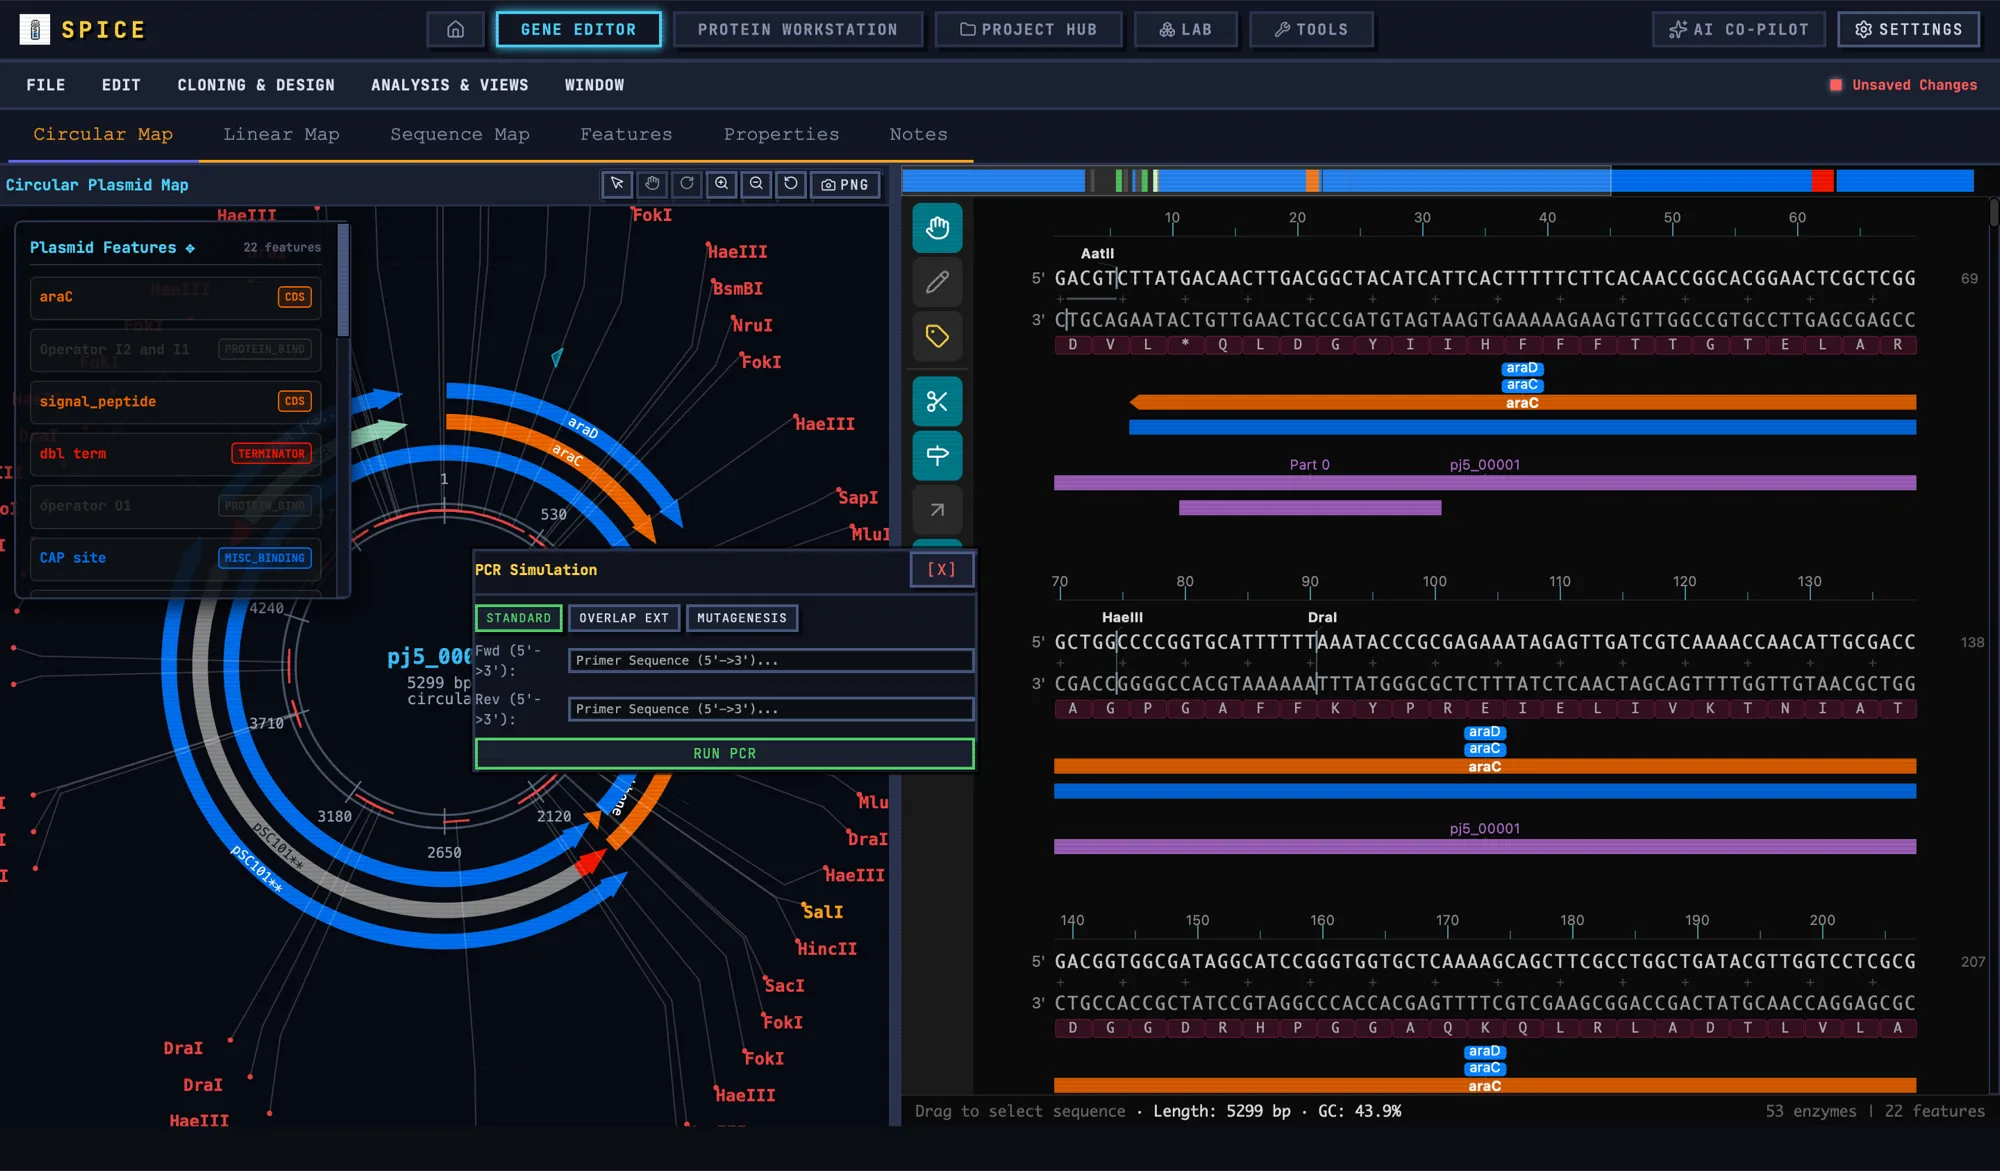 SPICE
GENE EDITOR
PROTEIN WORKSTATION
PROJECT HUB
LAB
TOOLS
AI CO-PILOT
SETTINGS
FILE
EDIT
CLONING & DESIGN
ANALYSIS & VIEWS
WINDOW
Unsaved Changes
Circular Map
Linear Map
Sequence Map
Features
Properties
Notes
Circular Plasmid Map
PNG
HaeIII
FokI
HaeIII
BsmBI
NruI
FokI
HaeIII
SapI
MluI
Plasmid Features
22 features
araC
CDS
Operator I2 and I1
PROTEIN_BIND
signal_peptide
CDS
dbl term
TERMINATOR
operator O1
PROTEIN_BIND
CAP site
MISC_BINDING
araD
araC
1
530
4240
3710
3180
2650
2120
pj5_000
5299 bp
circula
pSC101**
pSC101**
PCR Simulation
[X]
STANDARD
OVERLAP EXT
MUTAGENESIS
Fwd (5'->3'):
Primer Sequence (5'->3')...
Rev (5'->3'):
Primer Sequence (5'->3')...
RUN PCR
Mlu
DraI
HaeIII
SalI
HincII
SacI
FokI
FokI
HaeIII
DraI
DraI
HaeIII
10 20 30 40 50 60
AatII
5' GACGTCTTATGACAACTTGACGGCTACATCATTCACTTTTTCTTCACAACCGGCACGGAACTCGCTCGG 69
3' CTGCAGAATACTGTTGAACTGCCGATGTAGTAAGTGAAAAAGAAGTGTTGGCCGTGCCTTGAGCGAGCC
D V L * Q L D G Y I I H F F F T T G T E L A R
araD
araC
araC
Part 0
pj5_00001
70 80 90 100 110 120 130
HaeIII
DraI
5' GCTGGCCCCGGTGCATTTTTTAAATACCCGCGAGAAATAGAGTTGATCGTCAAAACCAACATTGCGACC 138
3' CGACCGGGGCCACGTAAAAAATTTATGGGCGCTCTTTATCTCAACTAGCAGTTTTGGTTGTAACGCTGG
A G P G A F F K Y P R E I E L I V K T N I A T
araD
araC
araC
pj5_00001
140 150 160 170 180 190 200
5' GACGGTGGCGATAGGCATCCGGGTGGTGCTCAAAAGCAGCTTCGCCTGGCTGATACGTTGGTCCTCGCG 207
3' CTGCCACCGCTATCCGTAGGCCCACCACGAGTTTTCGTCGAAGCGGACCGACTATGCAACCAGGAGCGC
D G G D R H P G G A Q K Q L R L A D T L V L A
araD
araC
araC
Drag to select sequence · Length: 5299 bp · GC: 43.9%
53 enzymes | 22 features